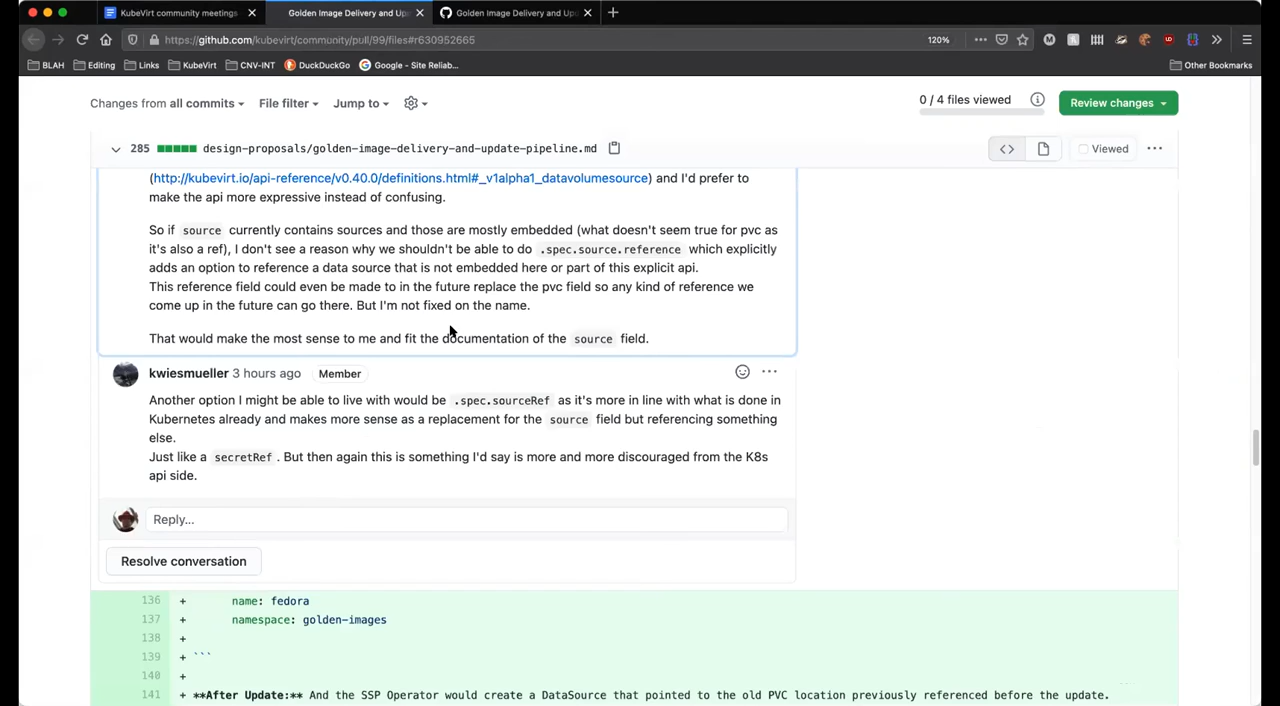 KubeVirt community meetings
Golden Image Delivery and Up
Golden Image Delivery and Up
https://github.com/kubevirt/community/pull/99/files#r630952665
120%
BLAH
Editing
Links
KubeVirt
CNV-INT
DuckDuckGo
Google - Site Reliab...
Other Bookmarks
Changes from all commits
File filter
Jump to
0 / 4 files viewed
Review changes
285
design-proposals/golden-image-delivery-and-update-pipeline.md
Viewed
(http://kubevirt.io/api-reference/v0.40.0/definitions.html#_v1alpha1_datavolumesource) and I'd prefer to
make the api more expressive instead of confusing.
So if source currently contains sources and those are mostly embedded (what doesn't seem true for pvc as
it's also a ref), I don't see a reason why we shouldn't be able to do .spec.source.reference which explicitly
adds an option to reference a data source that is not embedded here or part of this explicit api.
This reference field could even be made to in the future replace the pvc field so any kind of reference we
come up in the future can go there. But I'm not fixed on the name.
That would make the most sense to me and fit the documentation of the source field.
kwiesmueller 3 hours ago Member
Another option I might be able to live with would be .spec.sourceRef as it's more in line with what is done in
Kubernetes already and makes more sense as a replacement for the source field but referencing something
else.
Just like a secretRef. But then again this is something I'd say is more and more discouraged from the K8s
api side.
Reply...
Resolve conversation
136 + name: fedora
137 + namespace: golden-images
138 +
139 + ```
140 +
141 + **After Update:** And the SSP Operator would create a DataSource that pointed to the old PVC location previously referenced before the update.